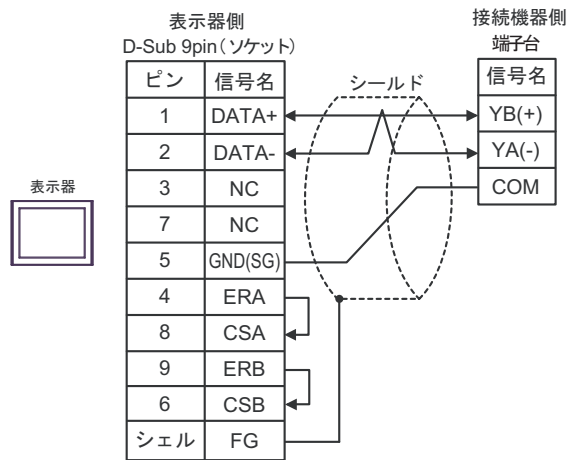 表示器側
D-Sub 9pin(ソケット)
接続機器側
端子台
ピン 信号名
シールド
信号名
1 DATA+
YB(+)
2 DATA-
YA(-)
3 NC
COM
表示器
7 NC
5 GND(SG)
4 ERA
8 CSA
9 ERB
6 CSB
シェル FG